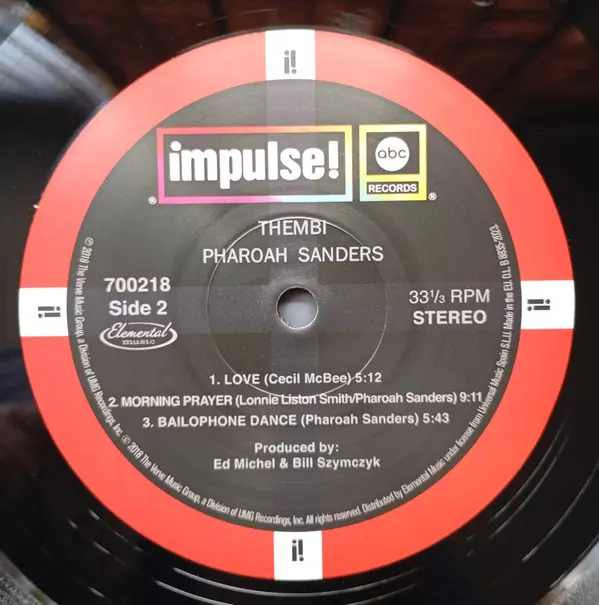 i!
impulse!
®
abc
RECORDS
®
THEMBI
PHAROAH SANDERS
700218
Side 2
Elemental
music
33⅓ RPM
STEREO
i!
i!
1. LOVE (Cecil McBee) 5:12
2. MORNING PRAYER (Lonnie Liston Smith/Pharoah Sanders) 9:11
3. BAILOPHONE DANCE (Pharoah Sanders) 5:43
Produced by:
Ed Michel & Bill Szymczyk
i!
℗ 2018 The Verve Music Group, a Division of UMG Recordings, Inc. © 2018 The Verve Music Group, a Division of UMG Recordings, Inc. All rights reserved. Distributed by Elemental Music under license from Universal Music Spain S.L.U. Made in the EU. D.L. B 8835-2023.